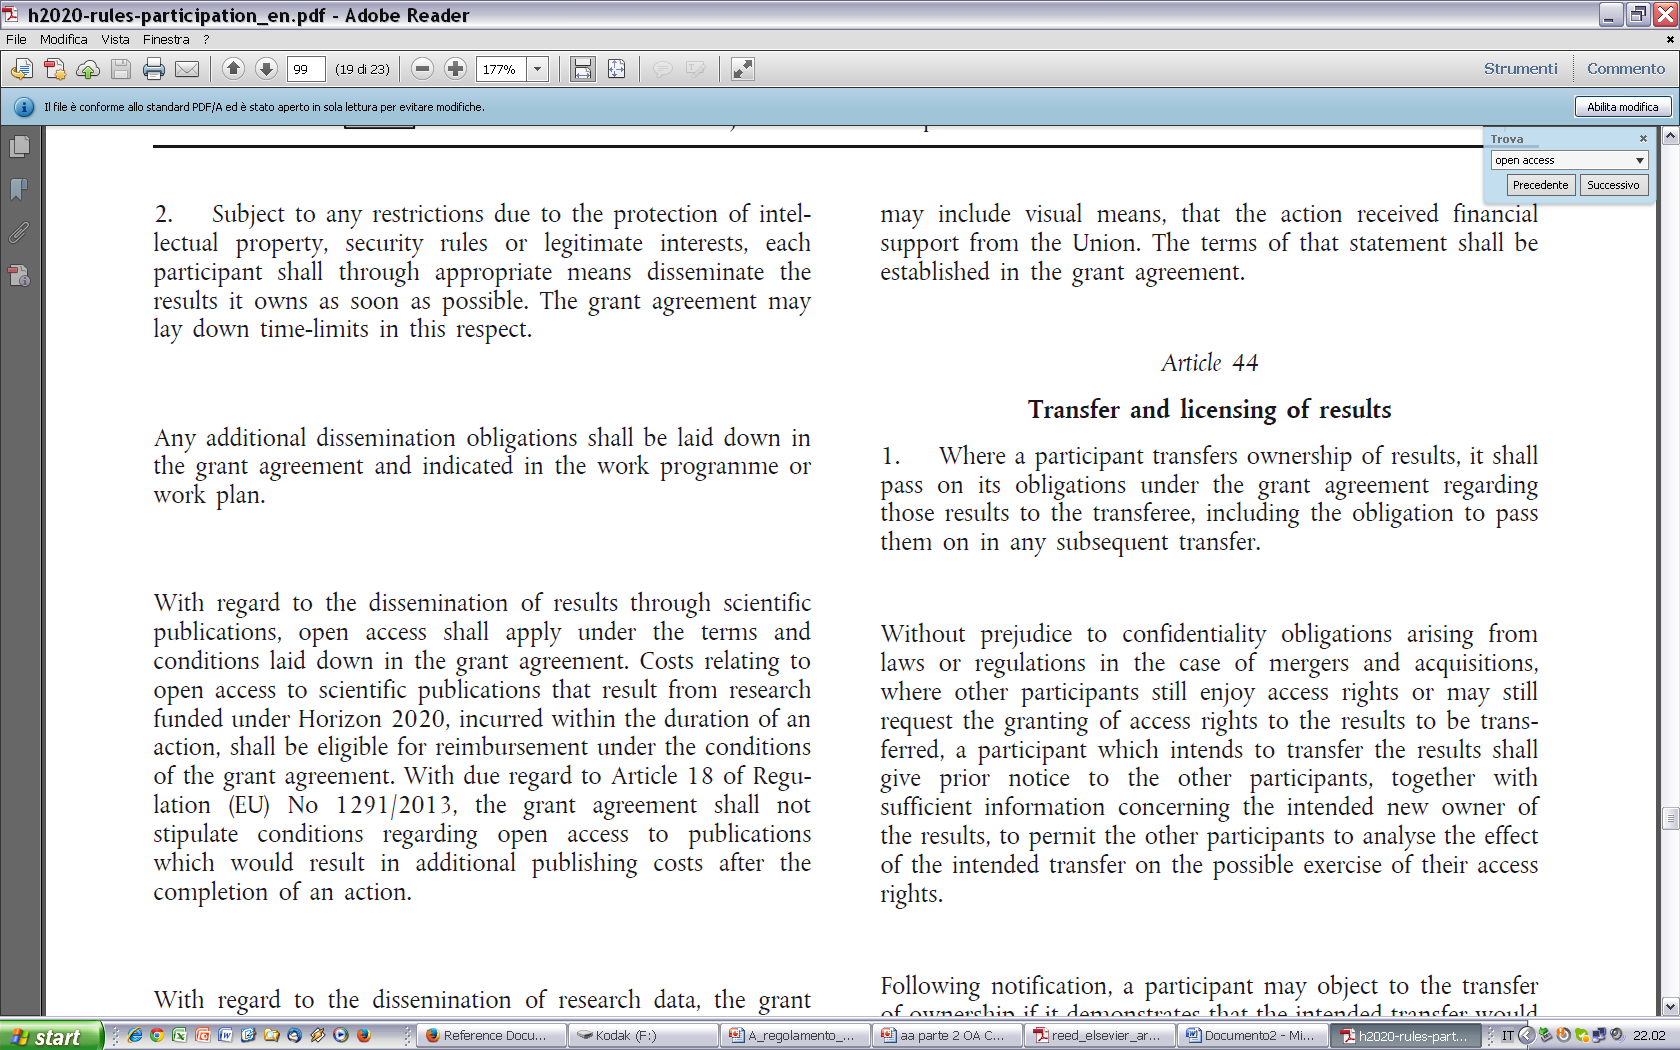 h2020-rules-participation_en.pdf - Adobe Reader
File Modifica Vista Finestra ?
99 (19 di 23) 177% Strumenti Commento
Il file è conforme allo standard PDF/A ed è stato aperto in sola lettura per evitare modifiche. Abilita modifica
Trova
open access
Precedente Successivo
2. Subject to any restrictions due to the protection of intel-
lectual property, security rules or legitimate interests, each
participant shall through appropriate means disseminate the
results it owns as soon as possible. The grant agreement may
lay down time-limits in this respect.
Any additional dissemination obligations shall be laid down in
the grant agreement and indicated in the work programme or
work plan.
With regard to the dissemination of results through scientific
publications, open access shall apply under the terms and
conditions laid down in the grant agreement. Costs relating to
open access to scientific publications that result from research
funded under Horizon 2020, incurred within the duration of an
action, shall be eligible for reimbursement under the conditions
of the grant agreement. With due regard to Article 18 of Regu-
lation (EU) No 1291/2013, the grant agreement shall not
stipulate conditions regarding open access to publications
which would result in additional publishing costs after the
completion of an action.
With regard to the dissemination of research data, the grant
may include visual means, that the action received financial
support from the Union. The terms of that statement shall be
established in the grant agreement.
Article 44
Transfer and licensing of results
1. Where a participant transfers ownership of results, it shall
pass on its obligations under the grant agreement regarding
those results to the transferee, including the obligation to pass
them on in any subsequent transfer.
Without prejudice to confidentiality obligations arising from
laws or regulations in the case of mergers and acquisitions,
where other participants still enjoy access rights or may still
request the granting of access rights to the results to be trans-
ferred, a participant which intends to transfer the results shall
give prior notice to the other participants, together with
sufficient information concerning the intended new owner of
the results, to permit the other participants to analyse the effect
of the intended transfer on the possible exercise of their access
rights.
Following notification, a participant may object to the transfer
of ownership if it demonstrates that the intended transfer would
start Reference Docu... Kodak (F:) A_regolamento_... aa parte 2 OA C... reed_elsevier_ar... Documento2 - Mi... h2020-rules-part... IT 22.02